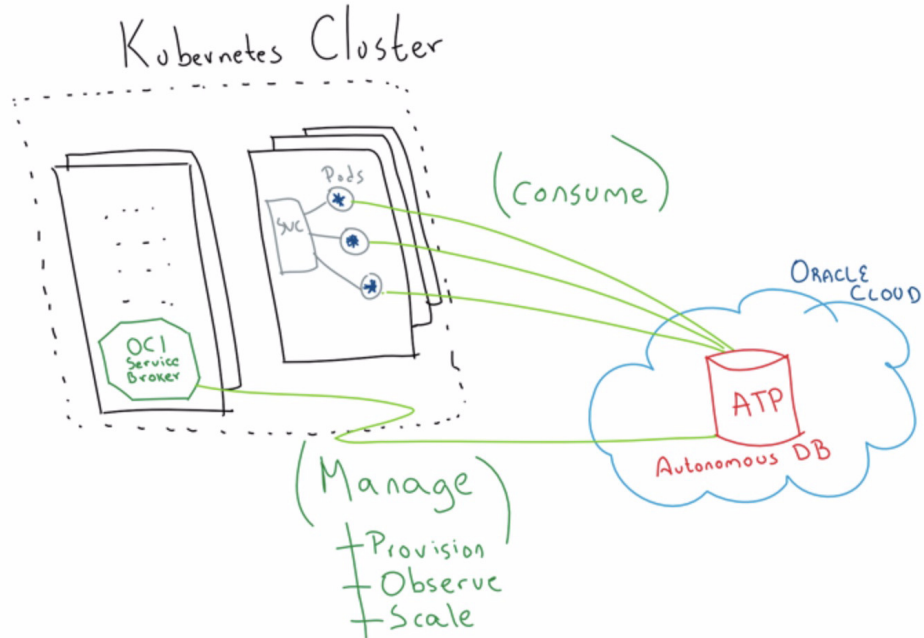 Kubernetes Cluster
Pods
SVC
OCI
Service
Broker
(Consume)
ORACLE
CLOUD
ATP
Autonomous DB
(Manage)
Provision
Observe
Scale